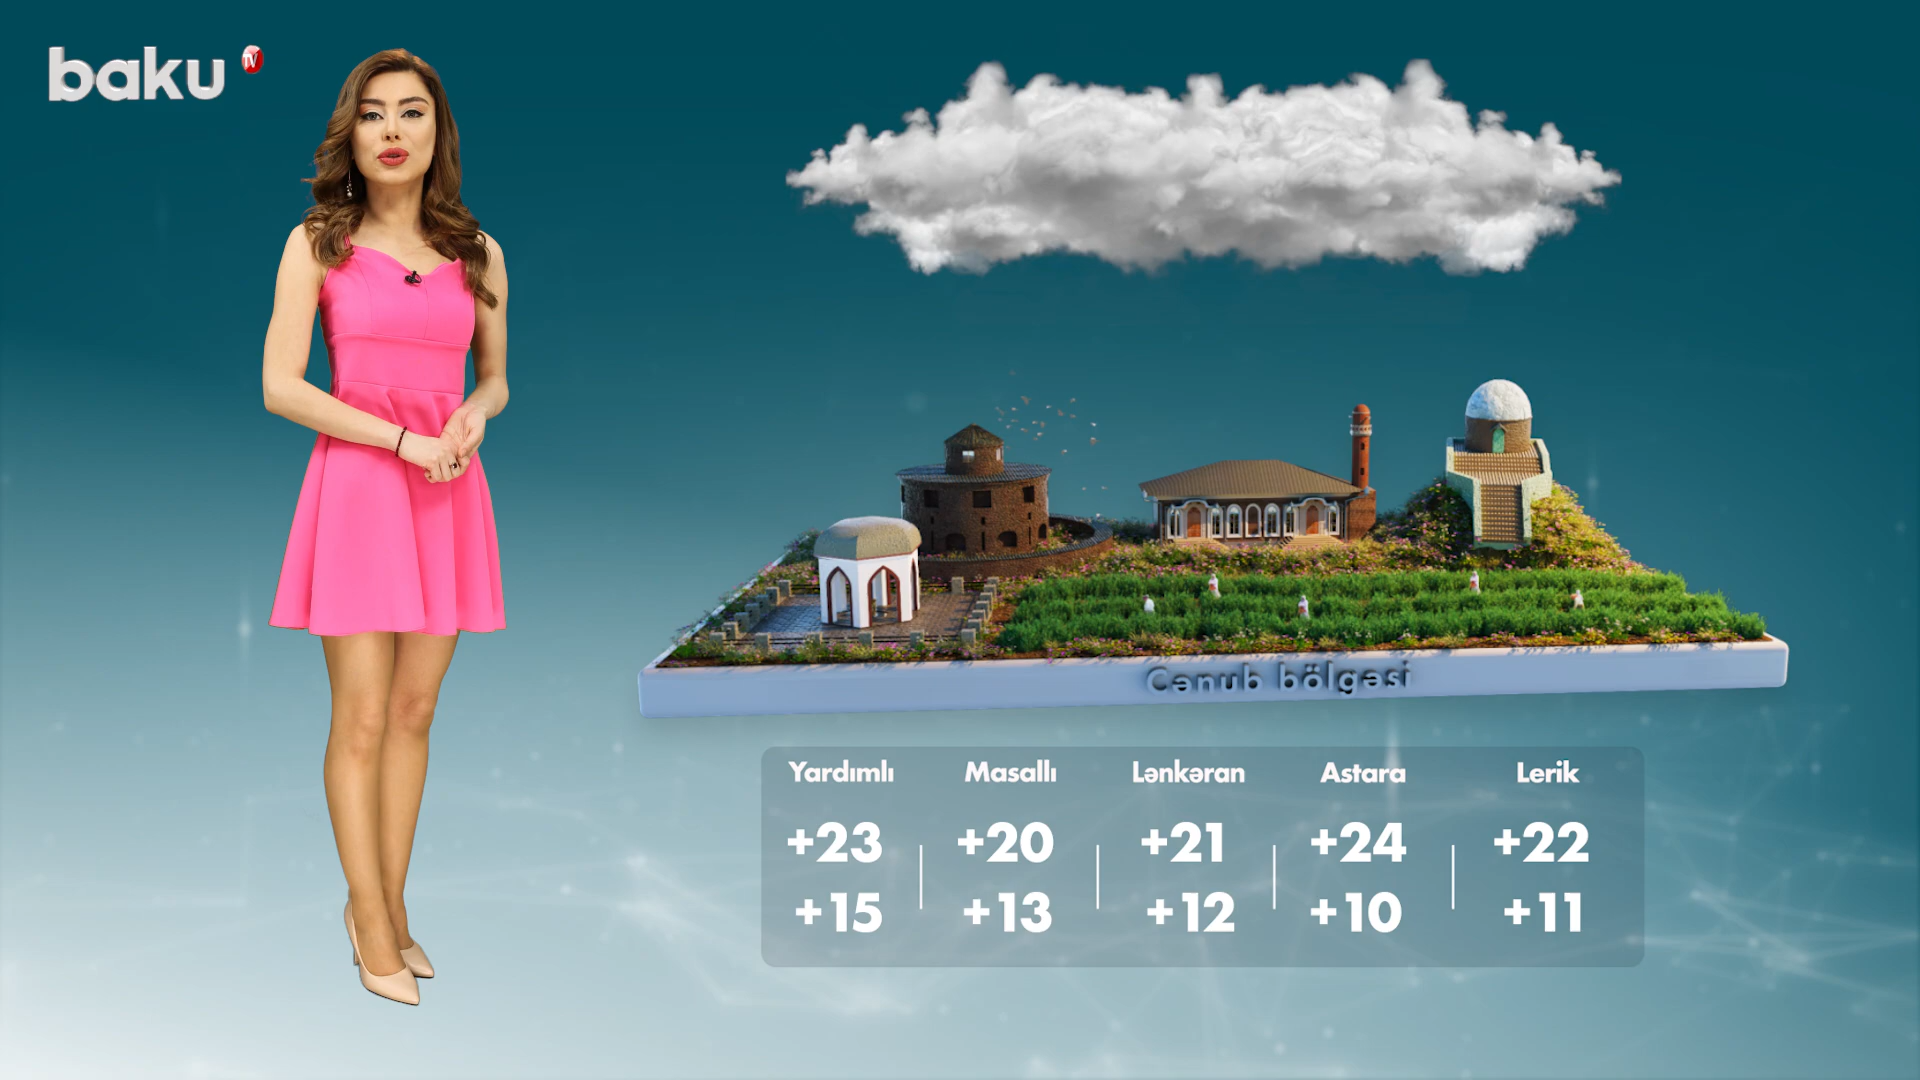 baku TV
Cənub bölgəsi
Yardımlı Masallı Lənkəran Astara Lerik
+23 +20 +21 +24 +22
+15 +13 +12 +10 +11